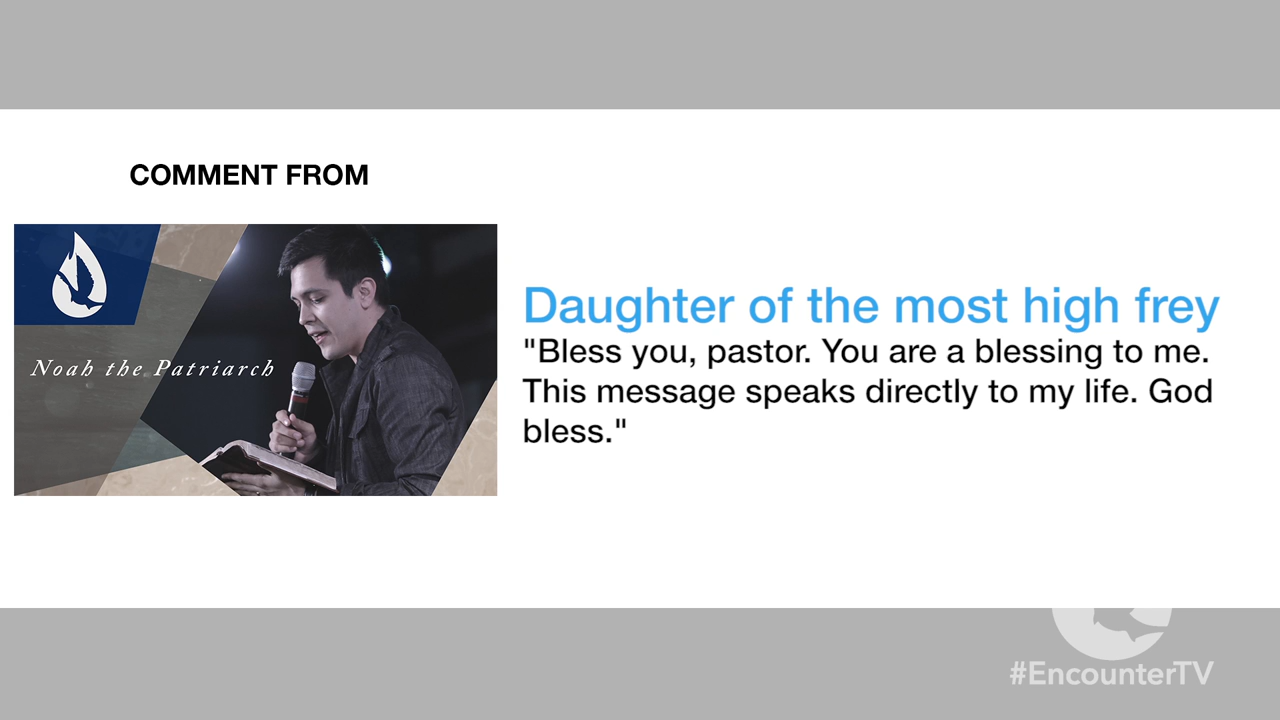 COMMENT FROM
Noah the Patriarch
Daughter of the most high frey
"Bless you, pastor. You are a blessing to me.
This message speaks directly to my life. God
bless."
#EncounterTV